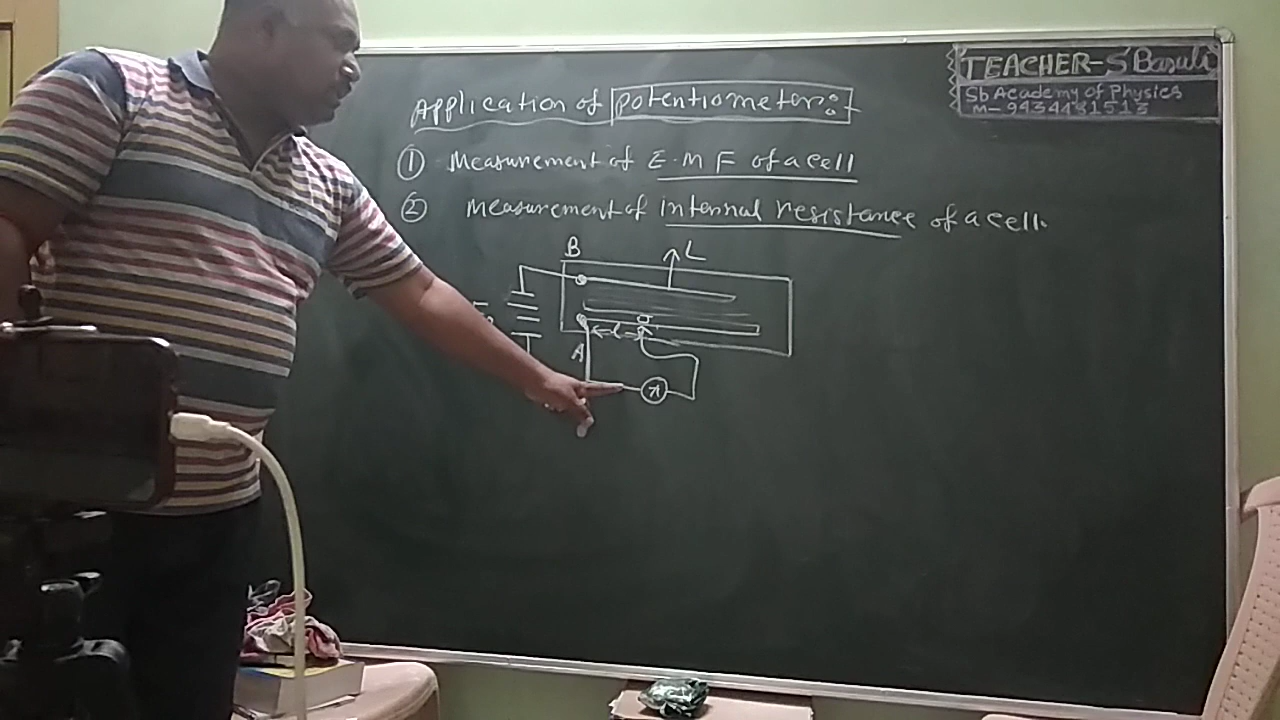 TEACHER-S Basuli
Sb Academy of Physics
M-9434481513
Application of Potentiometer:
① Measurement of E.M.F of a cell
② Measurement of internal resistance of a cell.
B
L
l
A